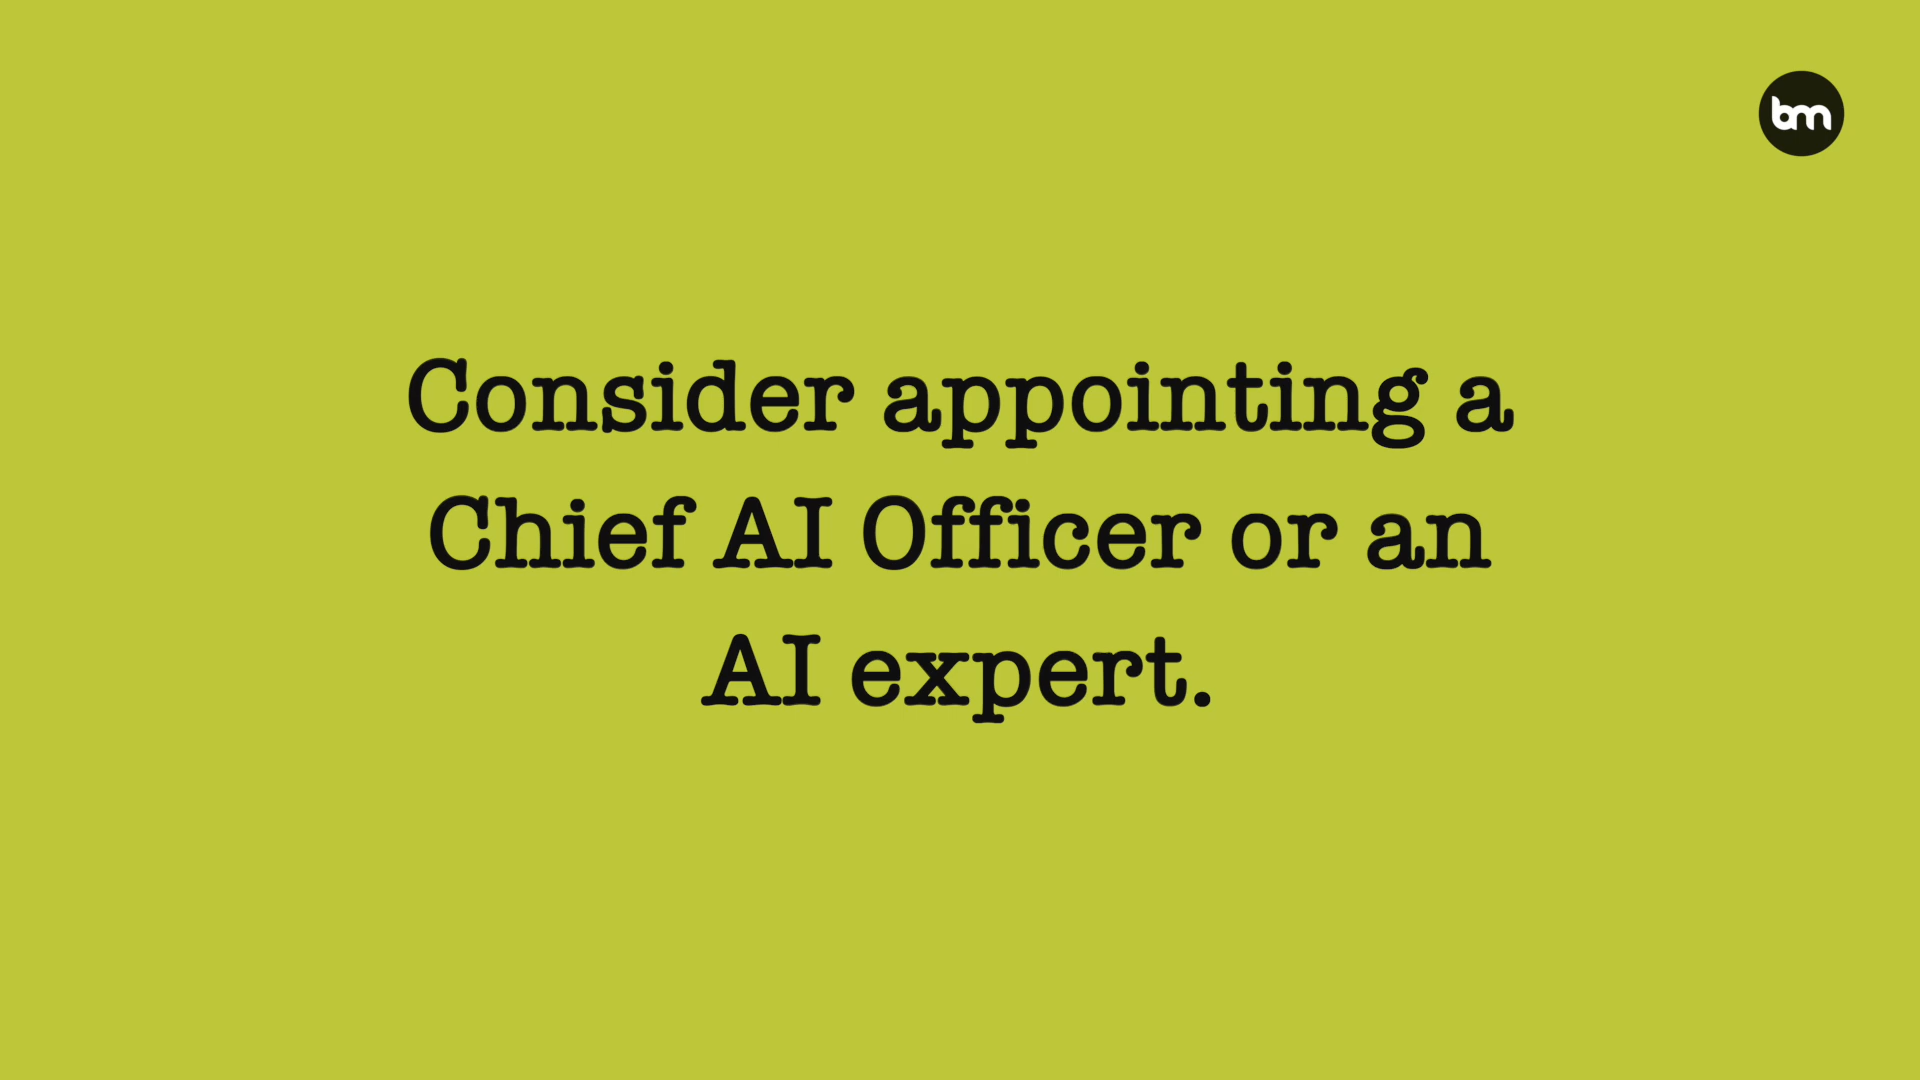 bm
Consider appointing a
Chief AI Officer or an
AI expert.